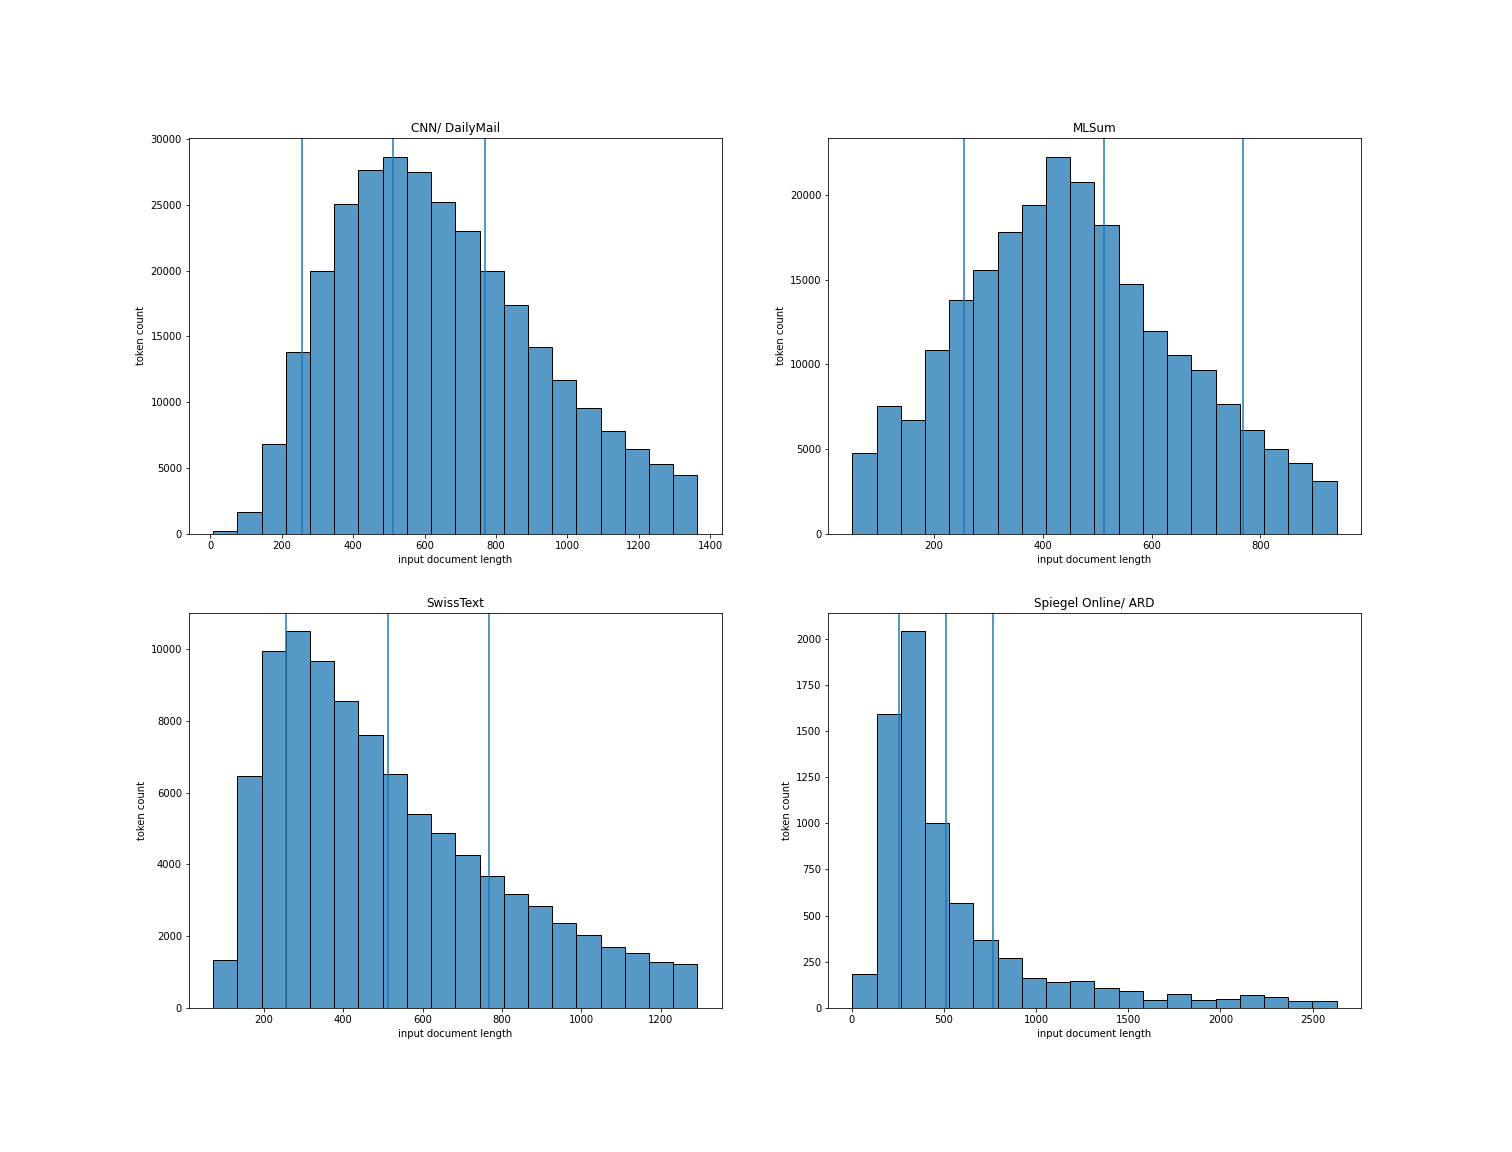 CNN/ DailyMail
30000
25000
20000
15000
10000
5000
0
token count
0 200 400 600 800 1000 1200 1400
input document length
MLSum
20000
15000
10000
5000
0
token count
200 400 600 800
input document length
SwissText
10000
8000
6000
4000
2000
0
token count
200 400 600 800 1000 1200
input document length
Spiegel Online/ ARD
2000
1750
1500
1250
1000
750
500
250
0
token count
0 500 1000 1500 2000 2500
input document length